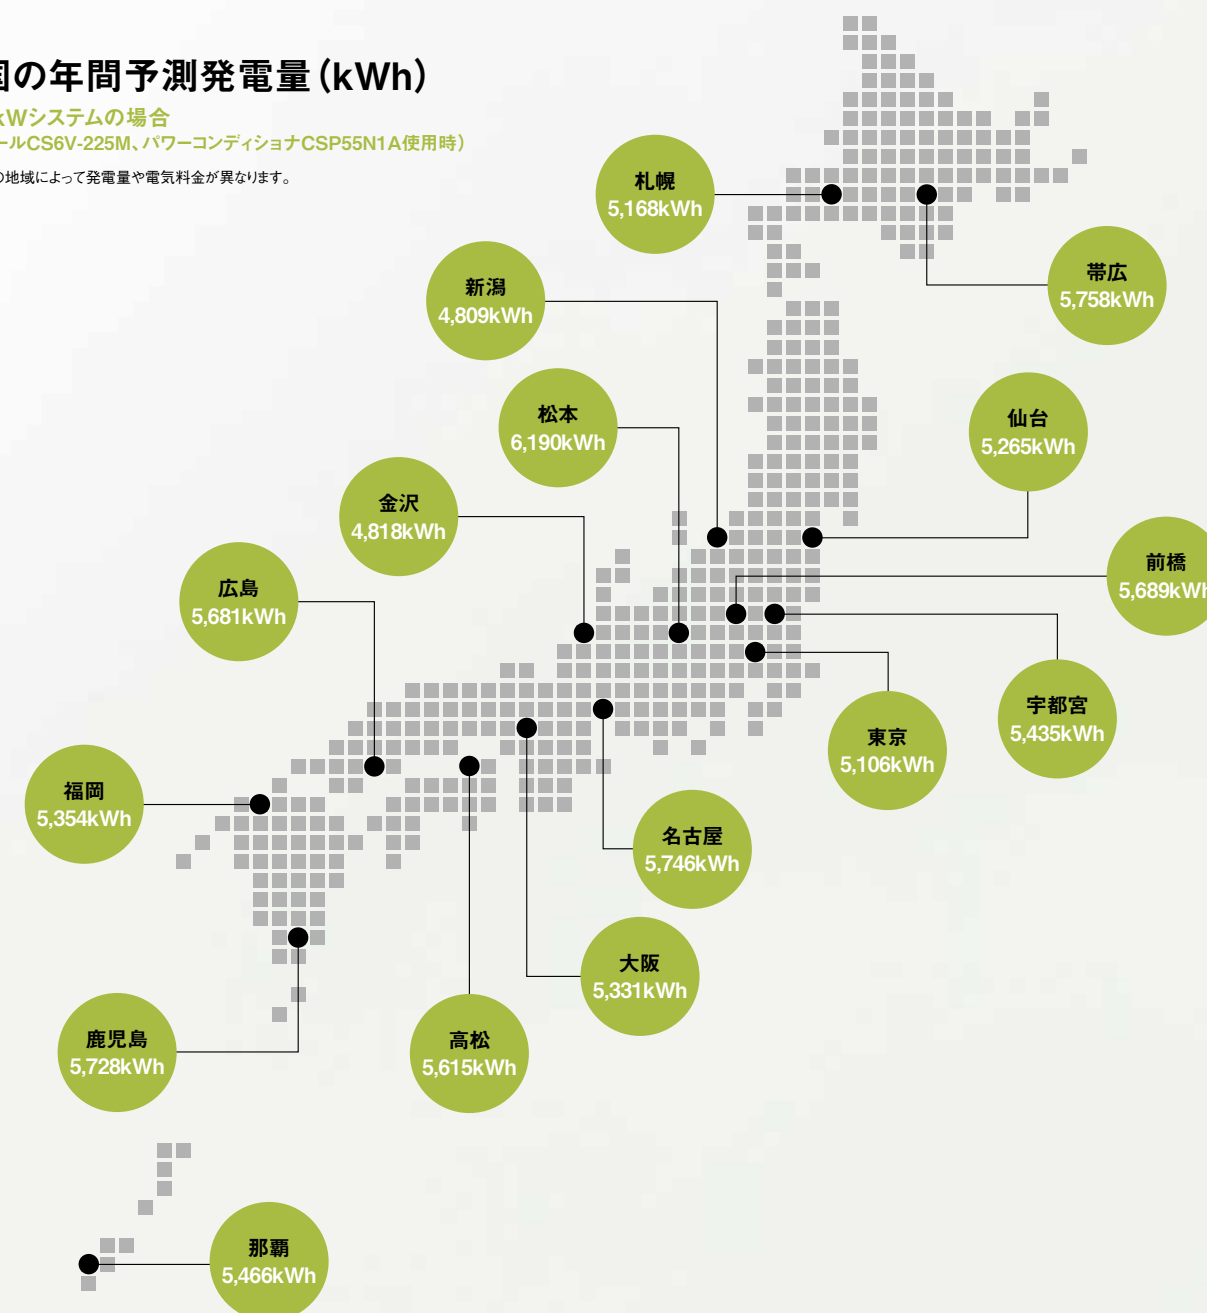 国の年間予測発電量(kWh)
kWシステムの場合
ールCS6V-225M、パワーコンディショナCSP55N1A使用時)
の地域によって発電量や電気料金が異なります。
札幌
5,168kWh
帯広
5,758kWh
新潟
4,809kWh
松本
6,190kWh
仙台
5,265kWh
金沢
4,818kWh
前橋
5,689kWh
広島
5,681kWh
宇都宮
5,435kWh
東京
5,106kWh
福岡
5,354kWh
名古屋
5,746kWh
大阪
5,331kWh
鹿児島
5,728kWh
高松
5,615kWh
那覇
5,466kWh